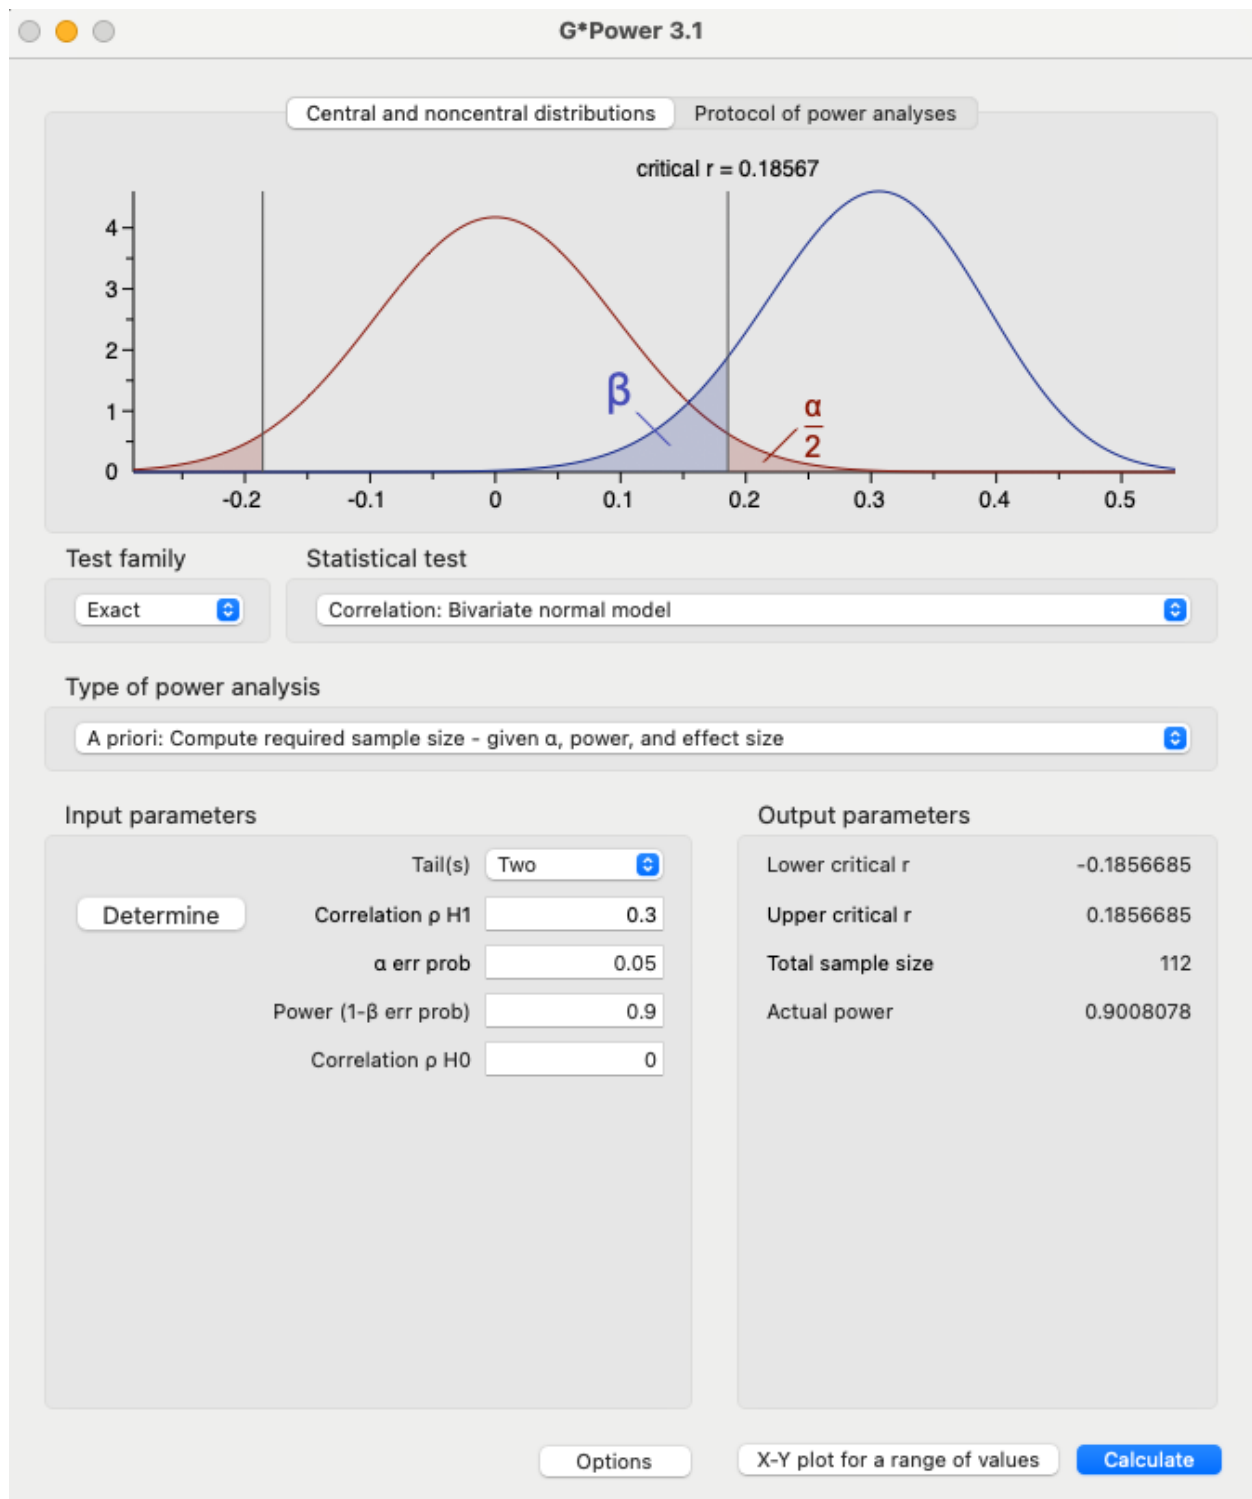 G*Power 3.1
Central and noncentral distributions Protocol of power analyses
critical r = 0.18567
4
3
2
1
0
β
α
2
-0.2 -0.1 0 0.1 0.2 0.3 0.4 0.5
Test family Statistical test
Exact Correlation: Bivariate normal model
Type of power analysis
A priori: Compute required sample size - given α, power, and effect size
Input parameters
Tail(s) Two
Determine Correlation ρ H1 0.3
α err prob 0.05
Power (1-β err prob) 0.9
Correlation ρ H0 0
Output parameters
Lower critical r -0.1856685
Upper critical r 0.1856685
Total sample size 112
Actual power 0.9008078
Options X-Y plot for a range of values Calculate